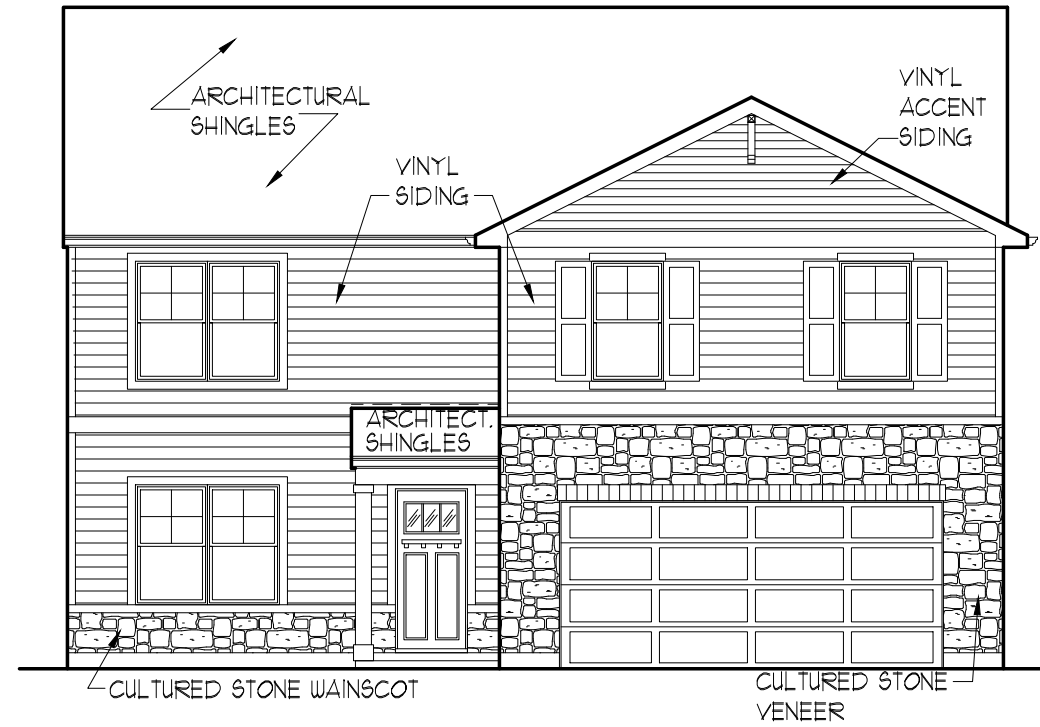 ARCHITECTURAL
SHINGLES
VINYL
ACCENT
SIDING
VINYL
SIDING
ARCHITECT.
SHINGLES
CULTURED STONE WAINSCOT
CULTURED STONE
VENEER